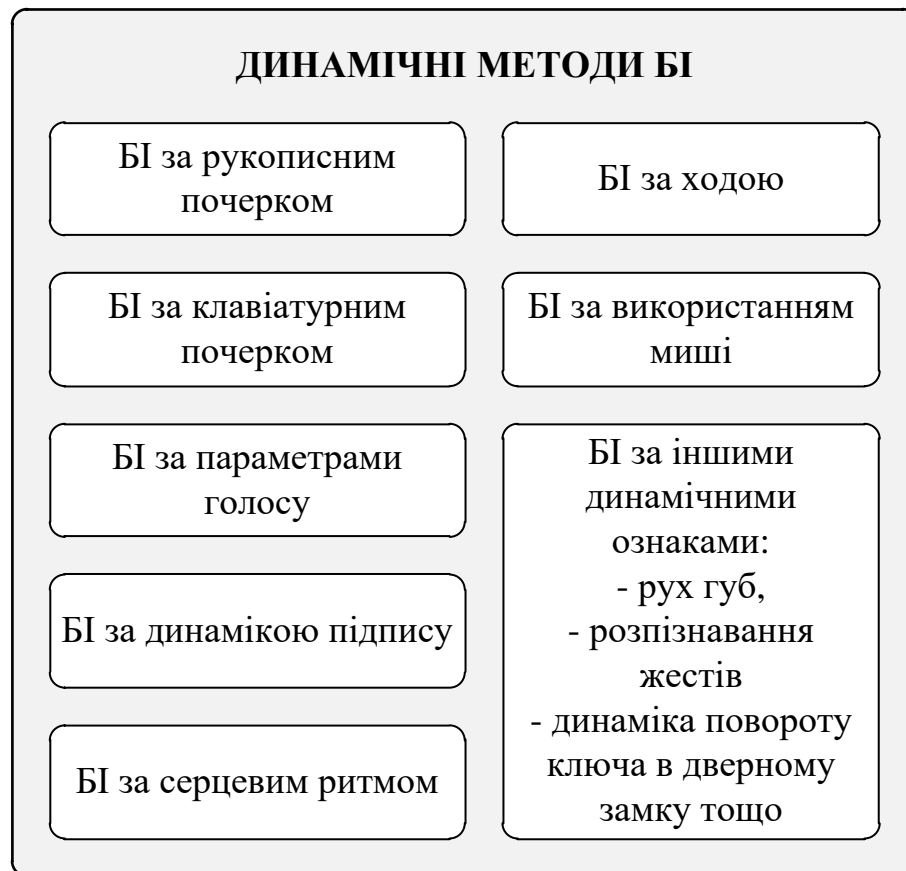 ДИНАМІЧНІ МЕТОДИ БІ
БІ за рукописним
почерком
БІ за клавіатурним
почерком
БІ за параметрами
голосу
БІ за динамікою підпису
БІ за серцевим ритмом
БІ за ходою
БІ за використанням
миші
БІ за іншими
динамічними
ознаками:
- рух губ,
- розпізнавання
жестів
- динаміка повороту
ключа в дверному
замку тощо